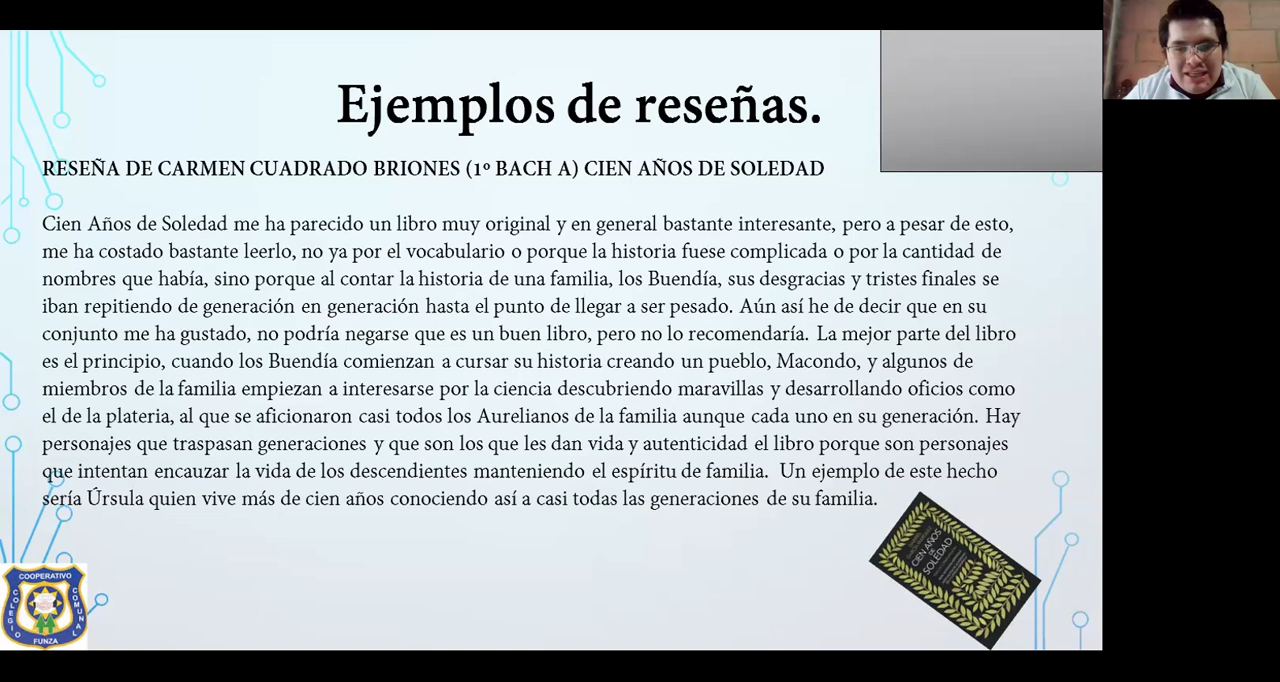 Ejemplos de reseñas.
RESEÑA DE CARMEN CUADRADO BRIONES (1º BACH A) CIEN AÑOS DE SOLEDAD
Cien Años de Soledad me ha parecido un libro muy original y en general bastante interesante, pero a pesar de esto,
me ha costado bastante leerlo, no ya por el vocabulario o porque la historia fuese complicada o por la cantidad de
nombres que había, sino porque al contar la historia de una familia, los Buendía, sus desgracias y tristes finales se
iban repitiendo de generación en generación hasta el punto de llegar a ser pesado. Aún así he de decir que en su
conjunto me ha gustado, no podría negarse que es un buen libro, pero no lo recomendaría. La mejor parte del libro
es el principio, cuando los Buendía comienzan a cursar su historia creando un pueblo, Macondo, y algunos de
miembros de la familia empiezan a interesarse por la ciencia descubriendo maravillas y desarrollando oficios como
el de la plateria, al que se aficionaron casi todos los Aurelianos de la familia aunque cada uno en su generación. Hay
personajes que traspasan generaciones y que son los que les dan vida y autenticidad el libro porque son personajes
que intentan encauzar la vida de los descendientes manteniendo el espíritu de familia. Un ejemplo de este hecho
sería Úrsula quien vive más de cien años conociendo así a casi todas las generaciones de su familia.
CIEN AÑOS
DE
SOLEDAD
COOPERATIVO
COLEGIO
COMUNAL
FUNZA